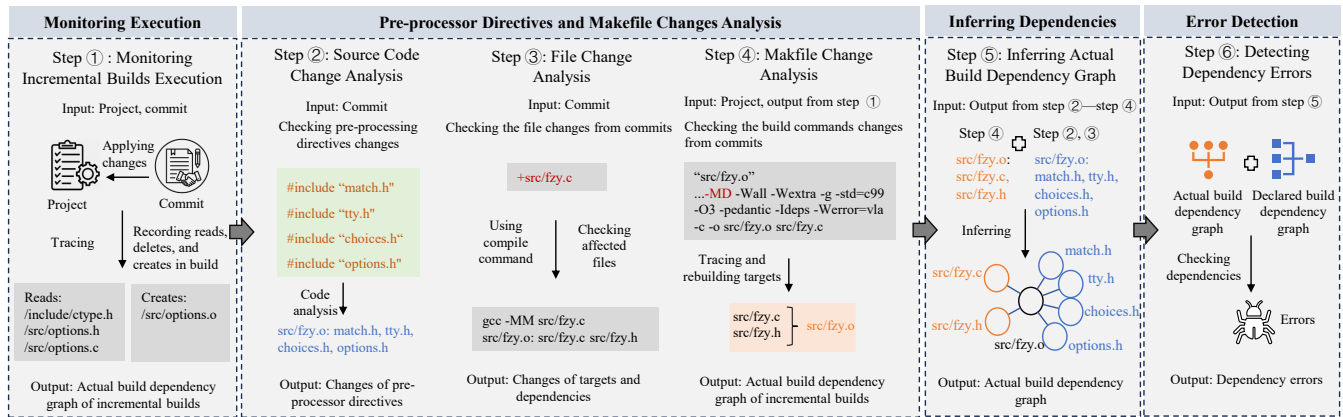 Monitoring Execution
Step ①: Monitoring
Incremental Builds Execution
Input: Project, commit
Applying
changes
Project
Commit
Tracing
Recording reads,
deletes, and
creates in build
Reads:
/include/ctype.h
/src/options.h
/src/options.c
Creates:
/src/options.o
Output: Actual build dependency
graph of incremental builds
Pre-processor Directives and Makefile Changes Analysis
Step ②: Source Code
Change Analysis
Input: Commit
Checking pre-processing
directives changes
#include “match.h"
#include “tty.h"
#include “choices.h“
#include “options.h"
Code
analysis
src/fzy.o: match.h, tty.h,
choices.h, options.h
Output: Changes of pre-
processor directives
Step ③: File Change
Analysis
Input: Commit
Checking the file changes from commits
+src/fzy.c
Using
compile
command
Checking
affected
files
gcc -MM src/fzy.c
src/fzy.o: src/fzy.c src/fzy.h
Output: Changes of targets and
dependencies
Step ④: Makfile Change
Analysis
Input: Project, output from step ①
Checking the build commands changes
from commits
“src/fzy.o”
...-MD -Wall -Wextra -g -std=c99
-O3 -pedantic -Ideps -Werror=vla
-c -o src/fzy.o src/fzy.c
Tracing and
rebuilding targets
src/fzy.c
src/fzy.h
src/fzy.o
Output: Actual build dependency
graph of incremental builds
Inferring Dependencies
Step ⑤: Inferring Actual
Build Dependency Graph
Input: Output from step ②—step ④
Step ④
Step ②, ③
src/fzy.o:
src/fzy.c,
src/fzy.h
src/fzy.o:
match.h, tty.h,
choices.h,
options.h
Inferring
match.h
src/fzy.c
tty.h
choices.h
src/fzy.h
src/fzy.o
options.h
Output: Actual build dependency
graph
Error Detection
Step ⑥: Detecting
Dependency Errors
Input: Output from step ⑤
Actual build
dependency
graph
Declared build
dependency
graph
Checking
dependencies
Errors
Output: Dependency errors